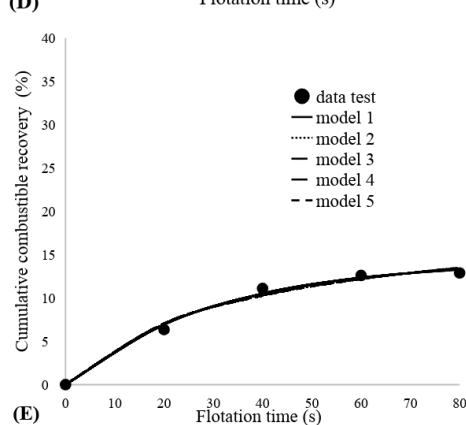 (D)
Flotation time (s)
Cumulative combustible recovery (%)
40
35
30
25
20
15
10
5
0
data test
model 1
model 2
model 3
model 4
model 5
0 10 20 30 40 50 60 70 80
(E)
Flotation time (s)